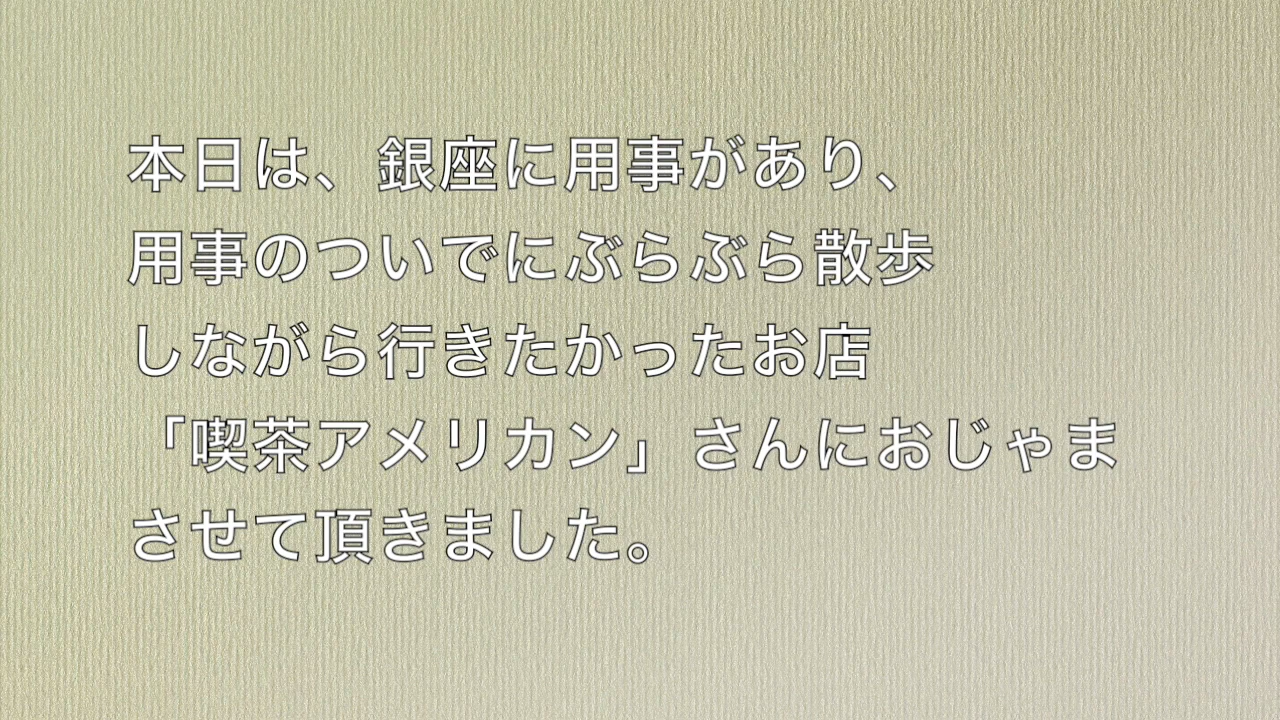 本日は、銀座に用事があり、
用事のついでにぶらぶら散歩
しながら行きたかったお店
「喫茶アメリカン」さんにおじゃま
させて頂きました。